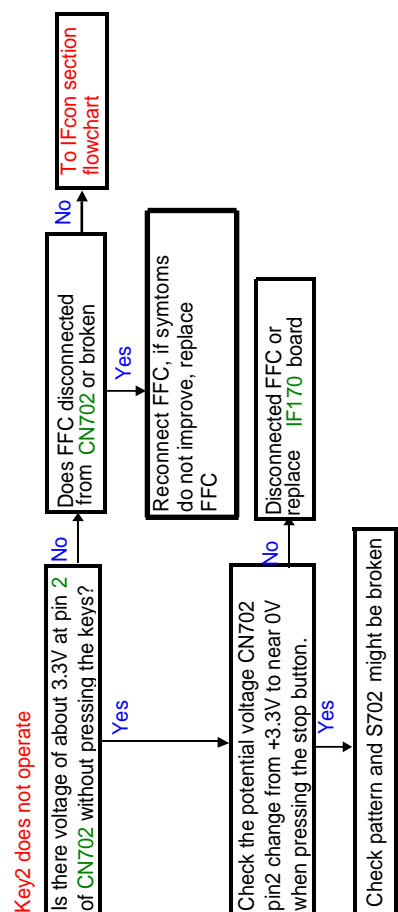 Key2 does not operate
Is there voltage of about 3.3V at pin 2
of CN702 without pressing the keys?
No
Does FFC disconnected
from CN702 or broken
No
To IFcon section
flowchart
Yes
Reconnect FFC, if symtoms
do not improve, replace
FFC
Yes
Check the potential voltage CN702
pin2 change from +3.3V to near 0V
when pressing the stop button.
No
Disconnected FFC or
replace IF170 board
Yes
Check pattern and S702 might be broken